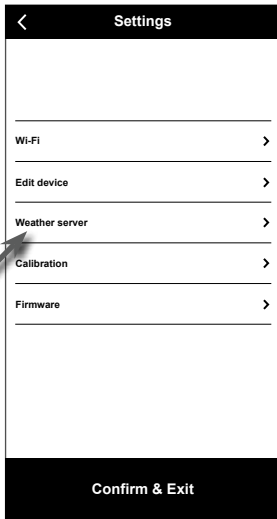 Settings
Wi-Fi
Edit device
Weather server
Calibration
Firmware
Confirm & Exit